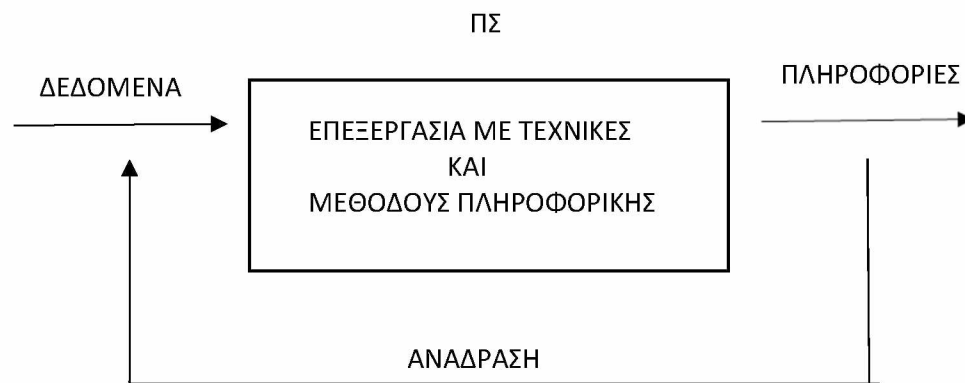 ΠΣ
ΔΕΔΟΜΕΝΑ
ΠΛΗΡΟΦΟΡΙΕΣ
ΕΠΕΞΕΡΓΑΣΙΑ ΜΕ ΤΕΧΝΙΚΕΣ
ΚΑΙ
ΜΕΘΟΔΟΥΣ ΠΛΗΡΟΦΟΡΙΚΗΣ
ΑΝΑΔΡΑΣΗ